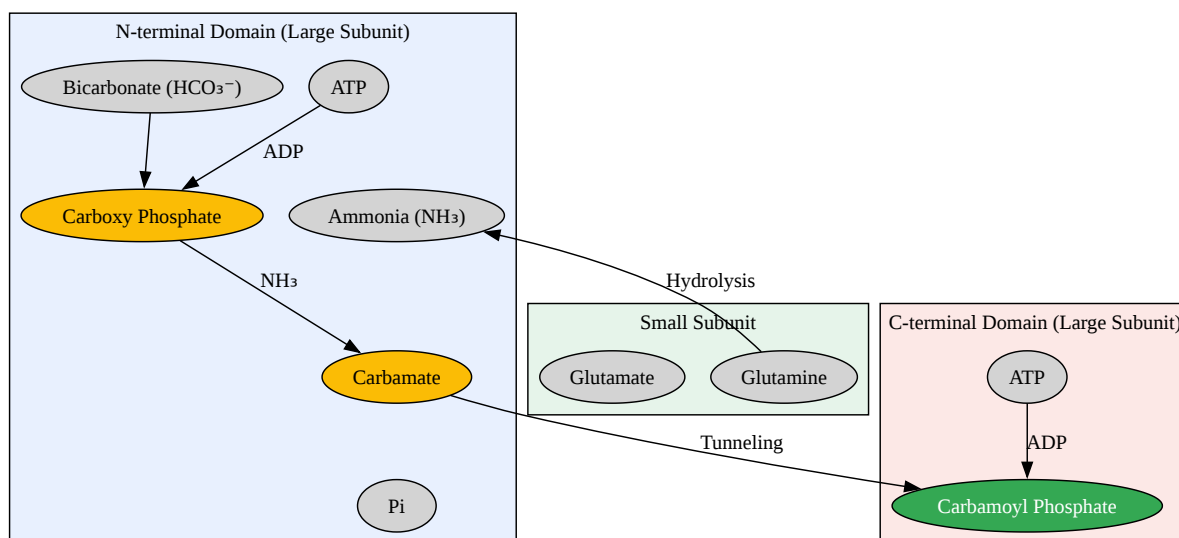 N-terminal Domain (Large Subunit)
Bicarbonate (HCO₃⁻)
ATP
ADP
Carboxy Phosphate
Ammonia (NH₃)
NH₃
Hydrolysis
Small Subunit
C-terminal Domain (Large Subunit)
Carbamate
Glutamate
Glutamine
ATP
Tunneling
ADP
Pi
Carbamoyl Phosphate